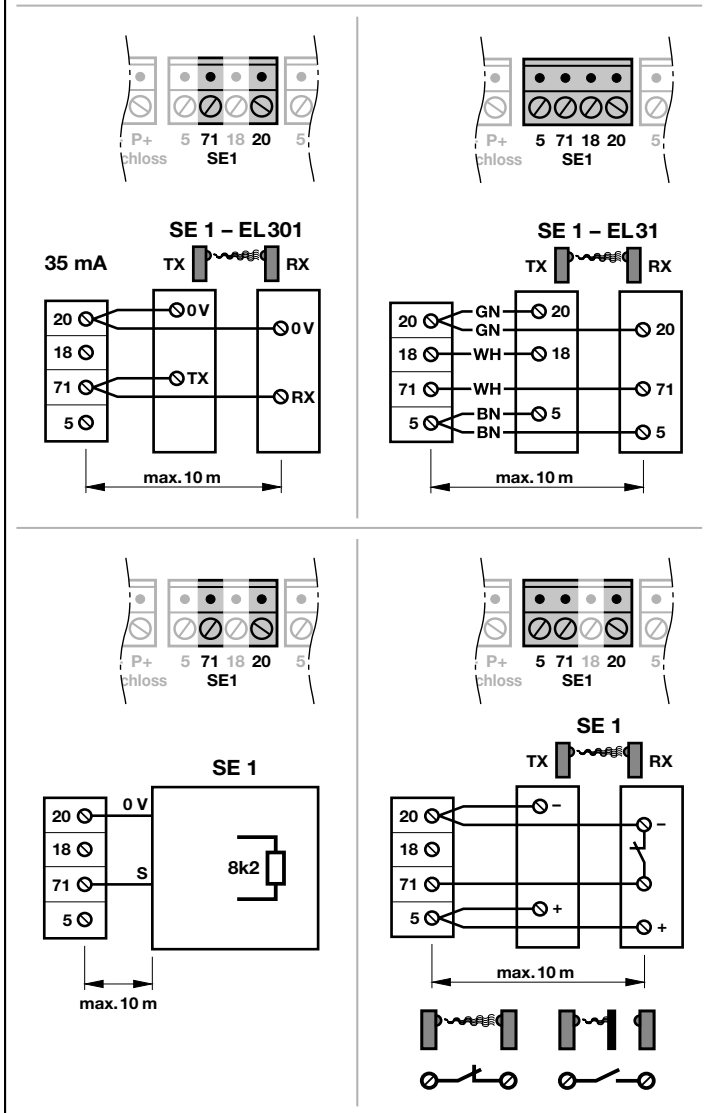 P+ 5 71 18 20 5
chloss SE1
SE 1 – EL301
35 mA
TX RX
20 0V
0V
18
71 TX
RX
5
max. 10 m
P+ 5 71 18 20 5
chloss SE1
SE 1 – EL31
TX RX
20 GN 20
GN 20
18 WH 18
71 WH 71
5 BN 5
BN 5
max. 10 m
P+ 5 71 18 20 5
chloss SE1
SE 1
20 0 V
18
8k2
71 S
5
max. 10 m
P+ 5 71 18 20 5
chloss SE1
SE 1
TX RX
20 –
–
18
71
5 +
+
max. 10 m